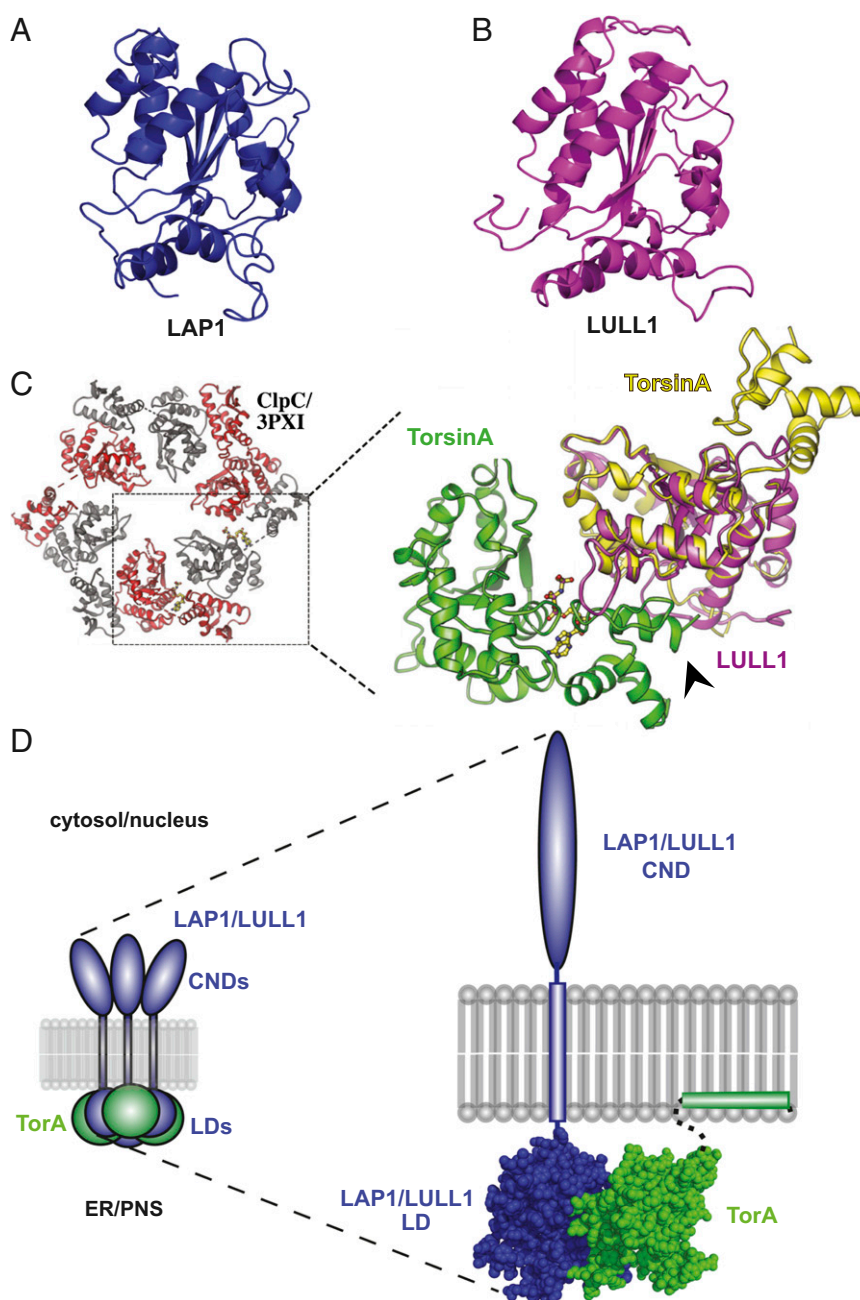 A
B
LAP1
LULL1
C
ClpC/
3PXI
TorsinA
TorsinA
LULL1
D
cytosol/nucleus
LAP1/LULL1
CND
LAP1/LULL1
CNDs
TorA
LDs
LAP1/LULL1
LD
TorA
ER/PNS